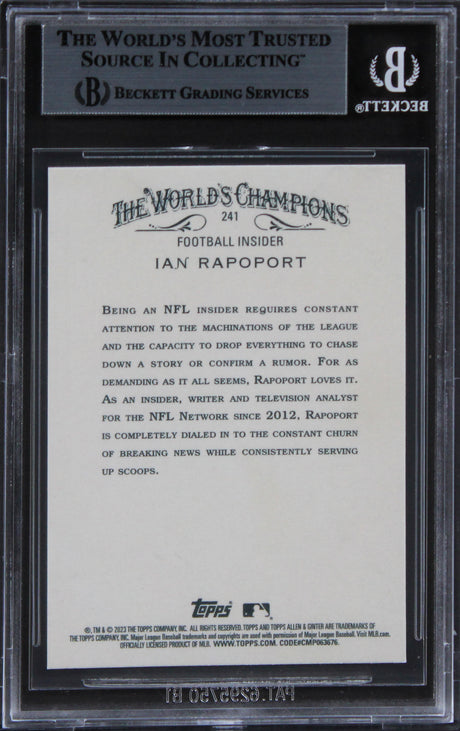 THE WORLD'S MOST TRUSTED
SOURCE IN COLLECTING™
B BECKETT GRADING SERVICES
B
BECKETT®
THE WORLD'S CHAMPIONS
241
FOOTBALL INSIDER
IAN RAPOPORT
BEING AN NFL INSIDER REQUIRES CONSTANT
ATTENTION TO THE MACHINATIONS OF THE LEAGUE
AND THE CAPACITY TO DROP EVERYTHING TO CHASE
DOWN A STORY OR CONFIRM A RUMOR. FOR AS
DEMANDING AS IT ALL SEEMS, RAPOPORT LOVES IT.
AS AN INSIDER, WRITER AND TELEVISION ANALYST
FOR THE NFL NETWORK SINCE 2012, RAPOPORT
IS COMPLETELY DIALED IN TO THE CONSTANT CHURN
OF BREAKING NEWS WHILE CONSISTENTLY SERVING
UP SCOOPS.
Topps
®, TM & © 2023 THE TOPPS COMPANY, INC. ALL RIGHTS RESERVED. TOPPS AND TOPPS ALLEN & GINTER ARE TRADEMARKS OF
THE TOPPS COMPANY, INC. Major League Baseball trademarks and copyrights are used with permission of Major League Baseball. Visit MLB.com.
OFFICIALLY LICENSED PRODUCT OF MLB. WWW.TOPPS.COM. CODE#CMP063676.
PAT. 6295750 B1